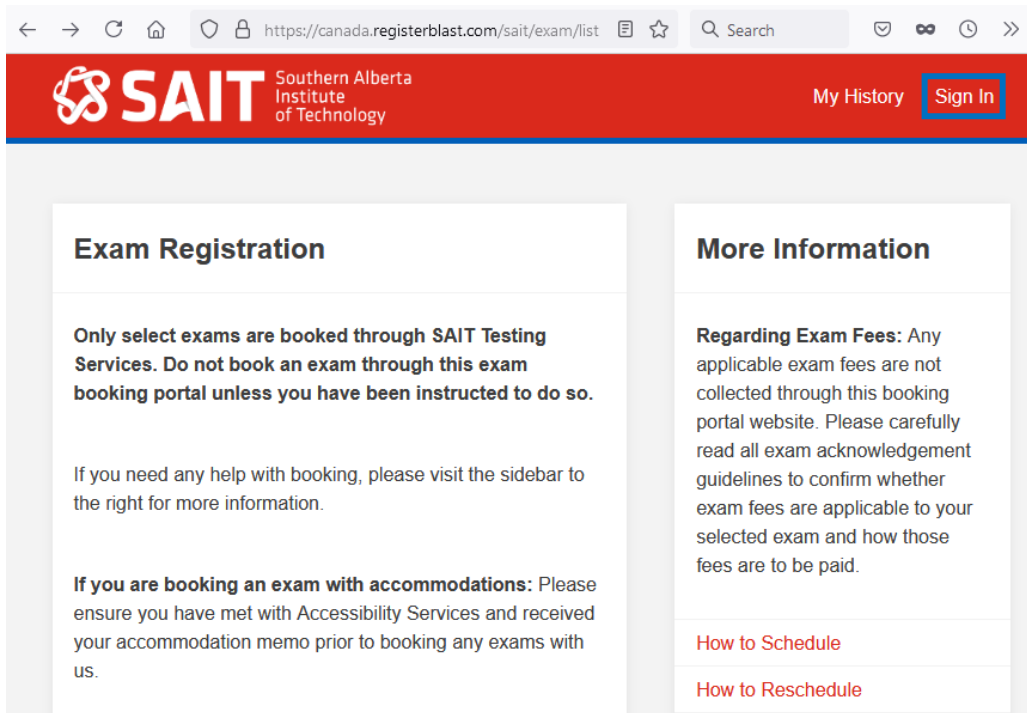 https://canada.registerblast.com/sait/exam/list
Search
SAIT
Southern Alberta
Institute
of Technology
My History
Sign In
Exam Registration
Only select exams are booked through SAIT Testing
Services. Do not book an exam through this exam
booking portal unless you have been instructed to do so.
If you need any help with booking, please visit the sidebar to
the right for more information.
If you are booking an exam with accommodations: Please
ensure you have met with Accessibility Services and received
your accommodation memo prior to booking any exams with
us.
More Information
Regarding Exam Fees: Any
applicable exam fees are not
collected through this booking
portal website. Please carefully
read all exam acknowledgement
guidelines to confirm whether
exam fees are applicable to your
selected exam and how those
fees are to be paid.
How to Schedule
How to Reschedule